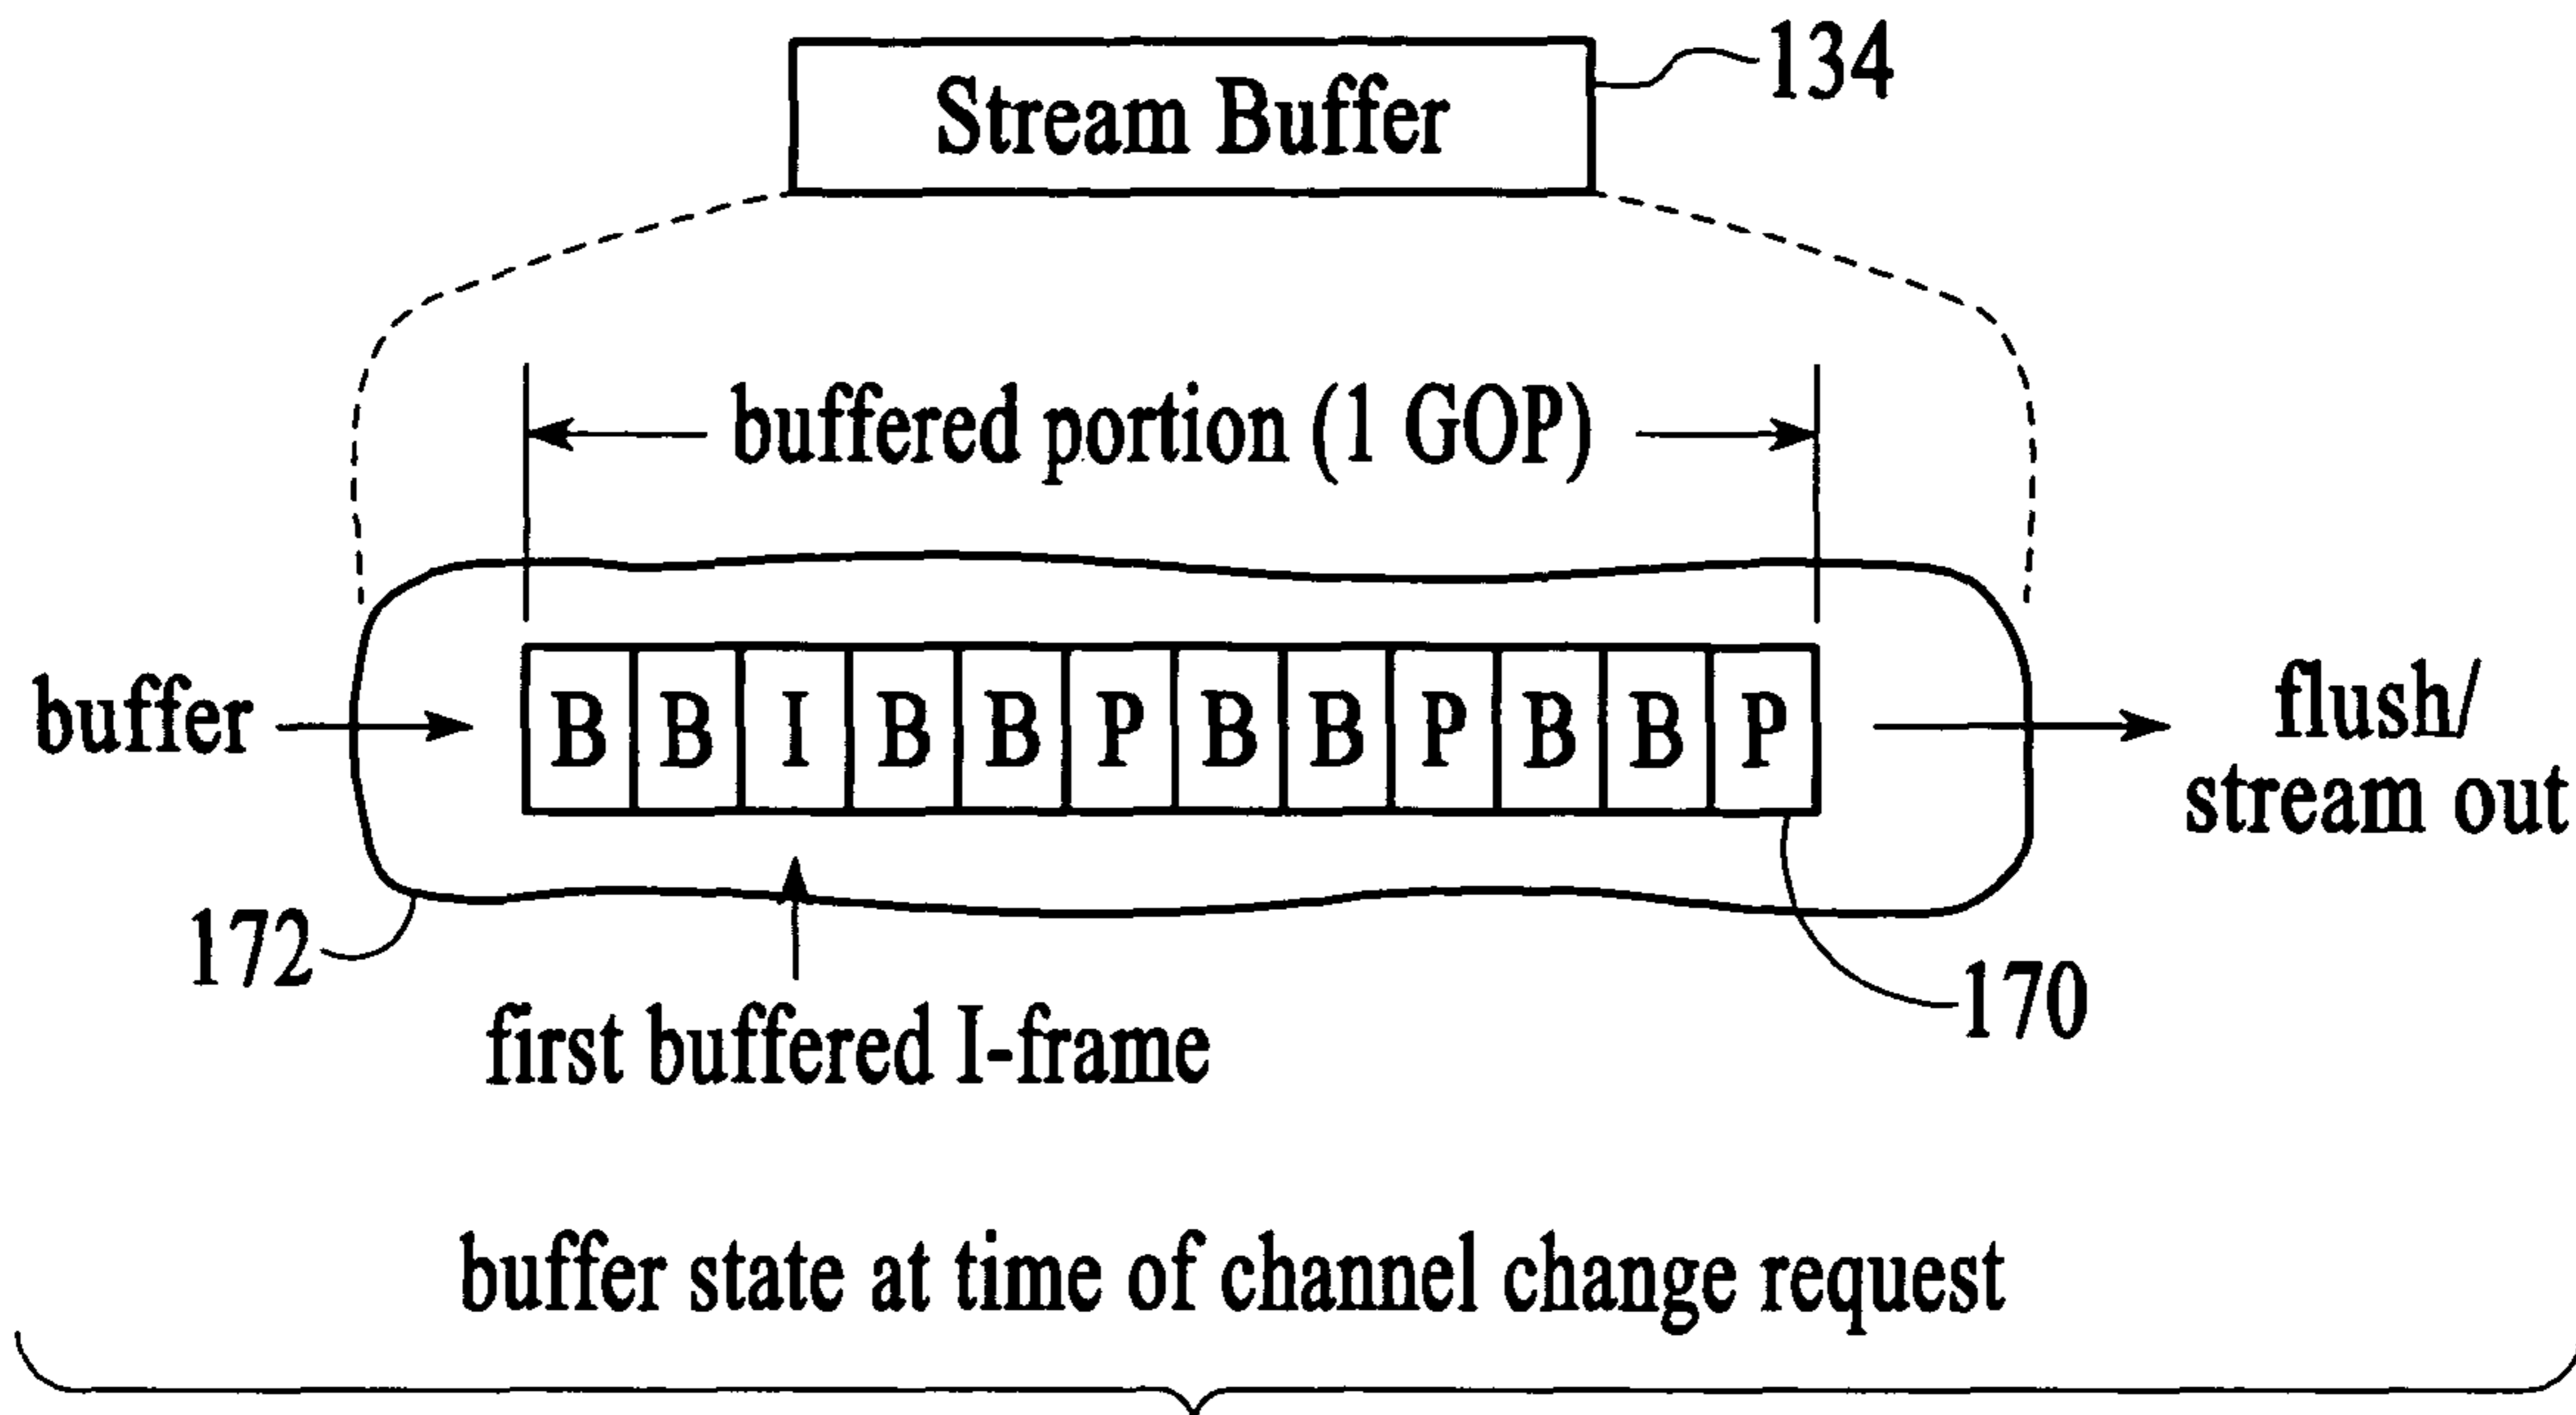 134
Stream Buffer
buffered portion (1 GOP)
buffer
B B I B B P B B P B B P
flush/
stream out
172
170
first buffered I-frame
buffer state at time of channel change request